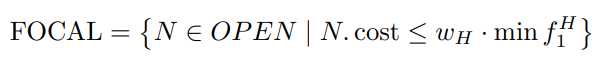 FOCAL = {N ∈ OPEN | N.cost ≤ w_H · min f_1^H}